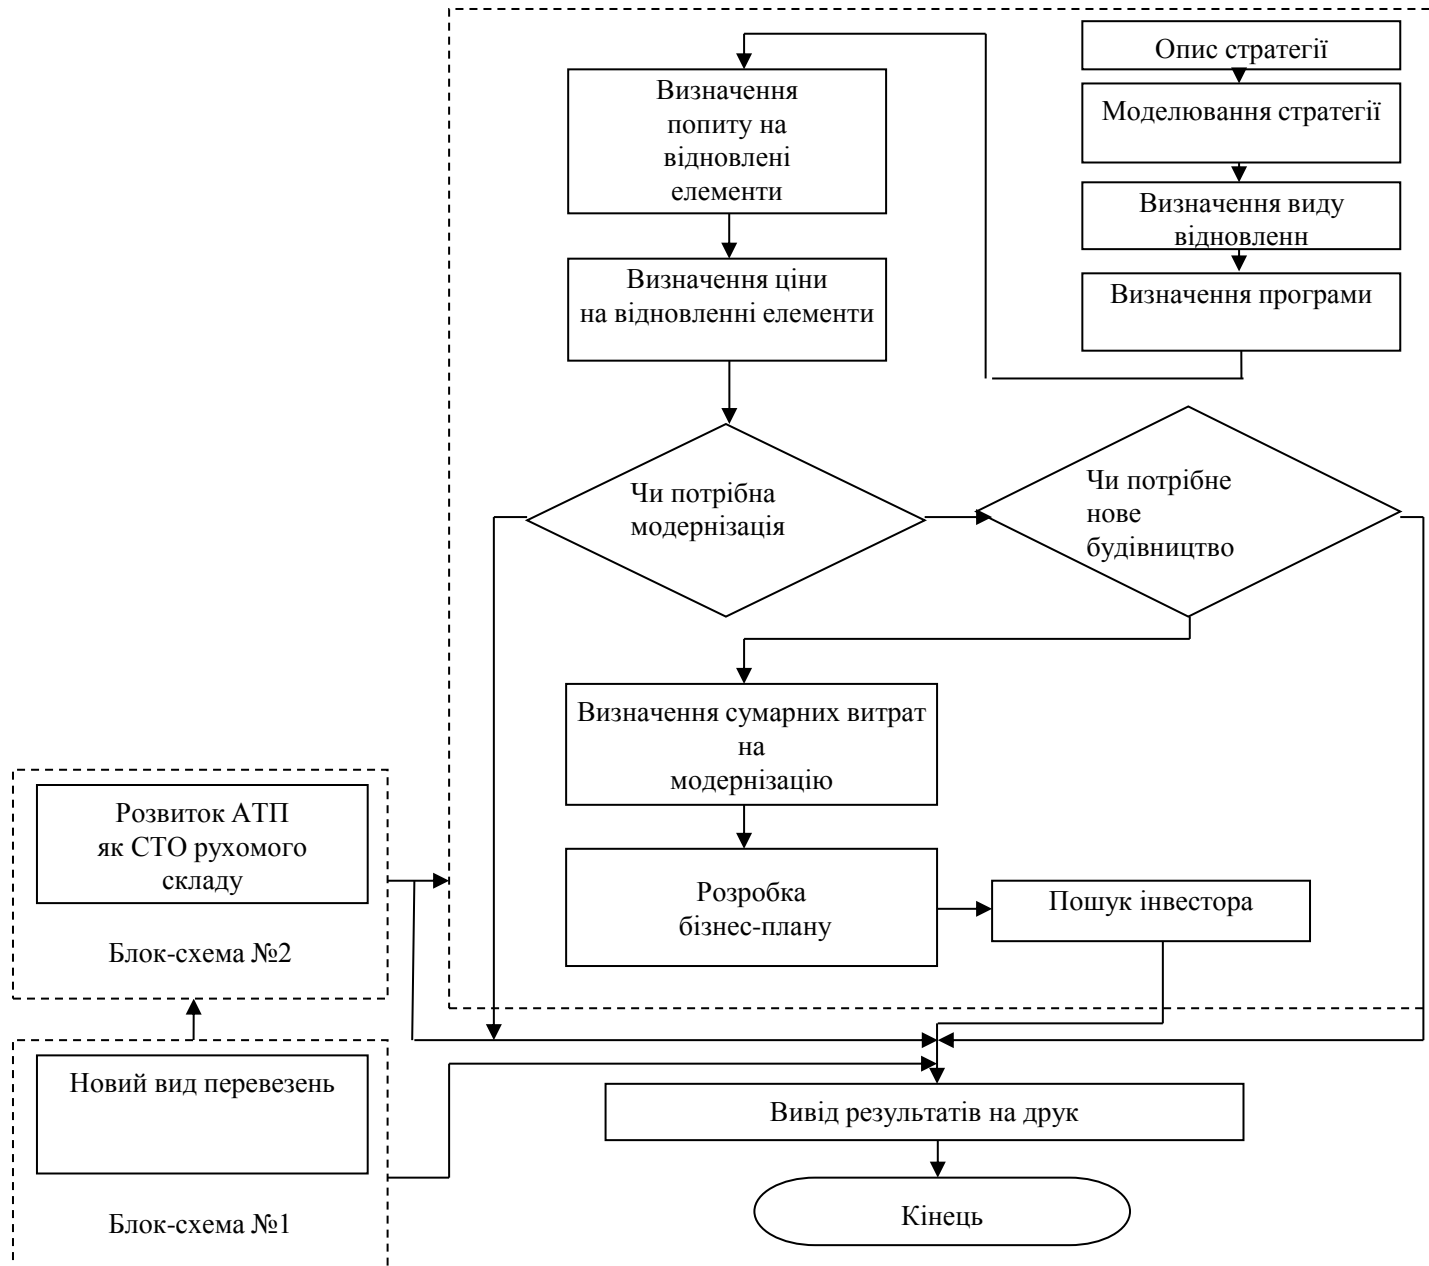 Опис стратегії
Моделювання стратегії
Визначення виду
відновленн
Визначення програми
Визначення
попиту на
відновлені
елементи
Визначення ціни
на відновленні елементи
Чи потрібна
модернізація
Чи потрібне
нове
будівництво
Визначення сумарних витрат
на
модернізацію
Розробка
бізнес-плану
Пошук інвестора
Розвиток АТП
як СТО рухомого
складу
Блок-схема №2
Новий вид перевезень
Блок-схема №1
Вивід результатів на друк
Кінець